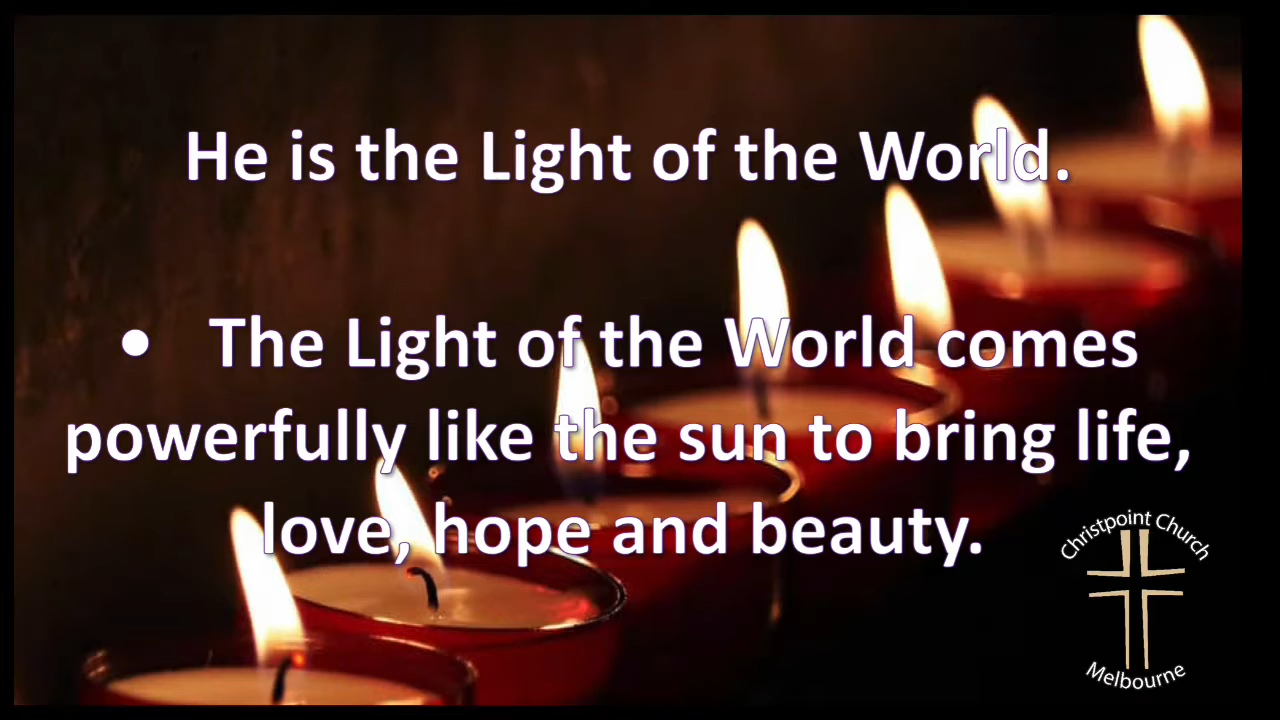 He is the Light of the World.
• The Light of the World comes
powerfully like the sun to bring life,
love, hope and beauty.
Christpoint Church
Melbourne